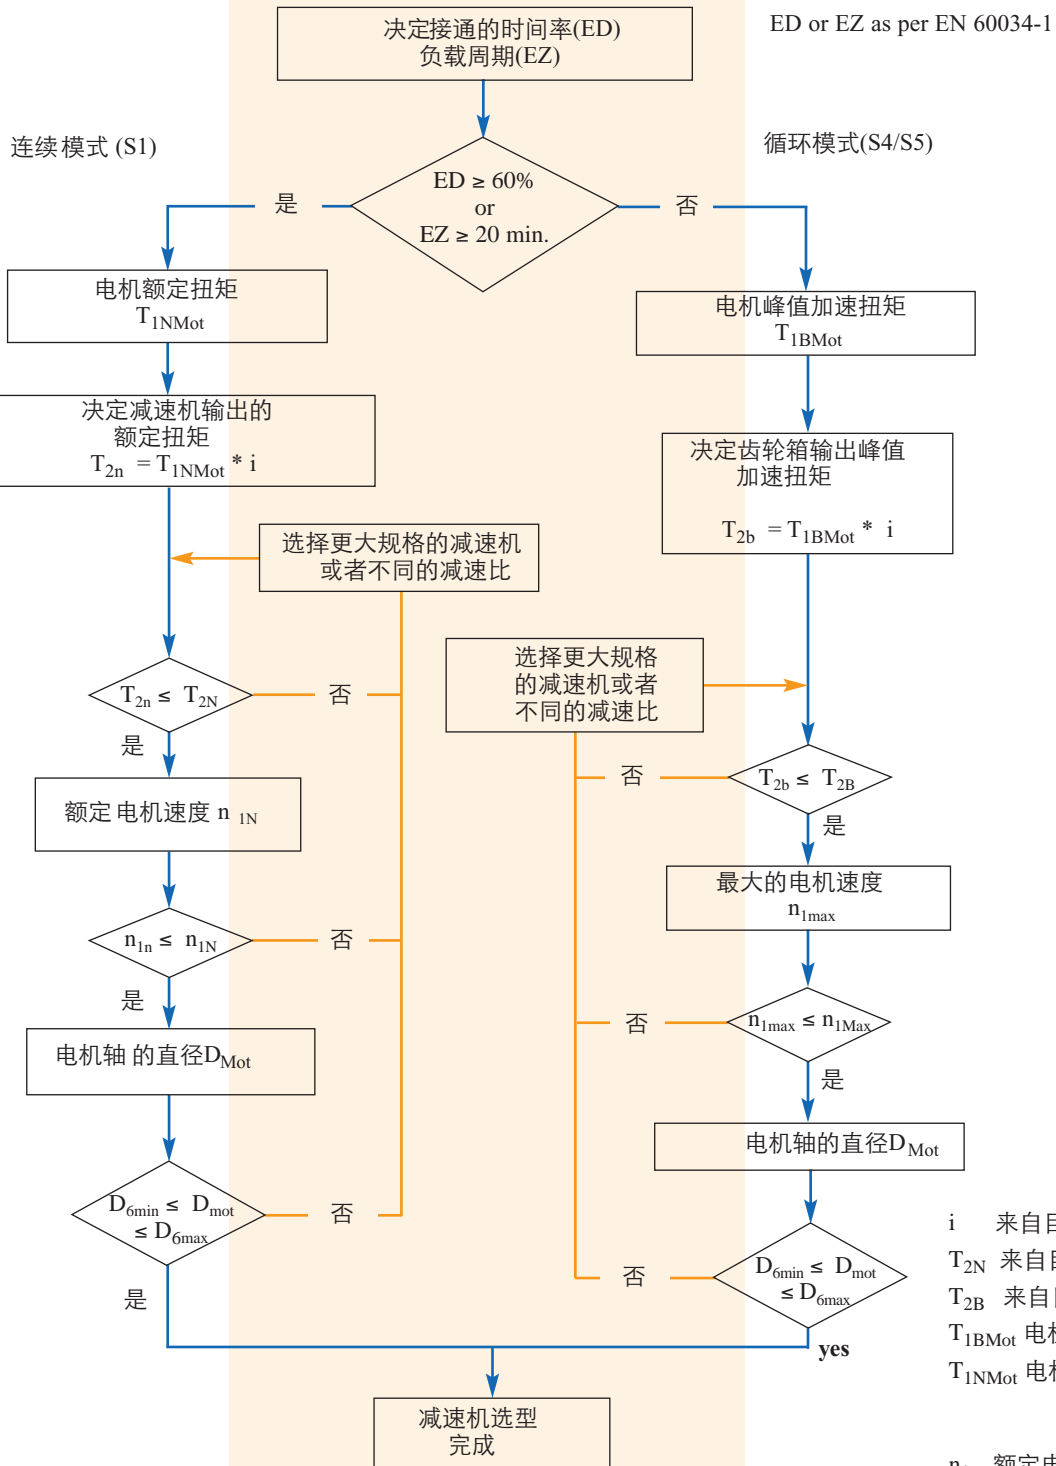 决定接通的时间率(ED)
负载周期(EZ)
ED or EZ as per EN 60034-1
连续模式 (S1)
循环模式(S4/S5)
ED ≥ 60%
or
EZ ≥ 20 min.
是
否
电机额定扭矩
T1NMot
电机峰值加速扭矩
T1BMot
决定减速机输出的
额定扭矩
T2n = T1NMot * i
决定齿轮箱输出峰值
加速扭矩
T2b = T1BMot * i
选择更大规格的减速机
或者不同的减速比
选择更大规格
的减速机或者
不同的减速比
T2n ≤ T2N
否
是
T2b ≤ T2B
否
是
额定电机速度 n 1N
最大的电机速度
n1max
n1n ≤ n1N
否
是
n1max ≤ n1Max
否
是
电机轴 的直径DMot
电机轴的直径DMot
D6min ≤ Dmot
≤ D6max
否
是
D6min ≤ Dmot
≤ D6max
否
yes
减速机选型
完成
i 来自
T2N 来自
T2B 来自
T1BMot 电
T1NMot 电
额定